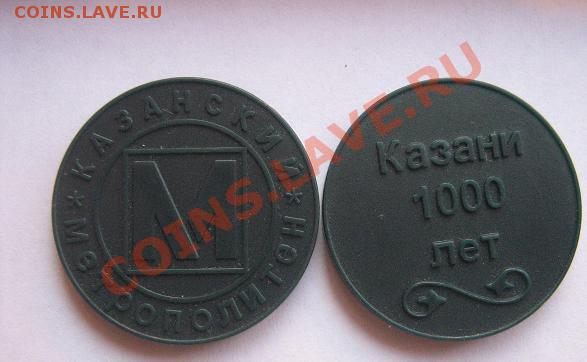 COINS.LAVE.RU
COINS.LAVE.RU
КАЗАНСКИЙ
* Метрополитен *
М
Казани
1000
лет